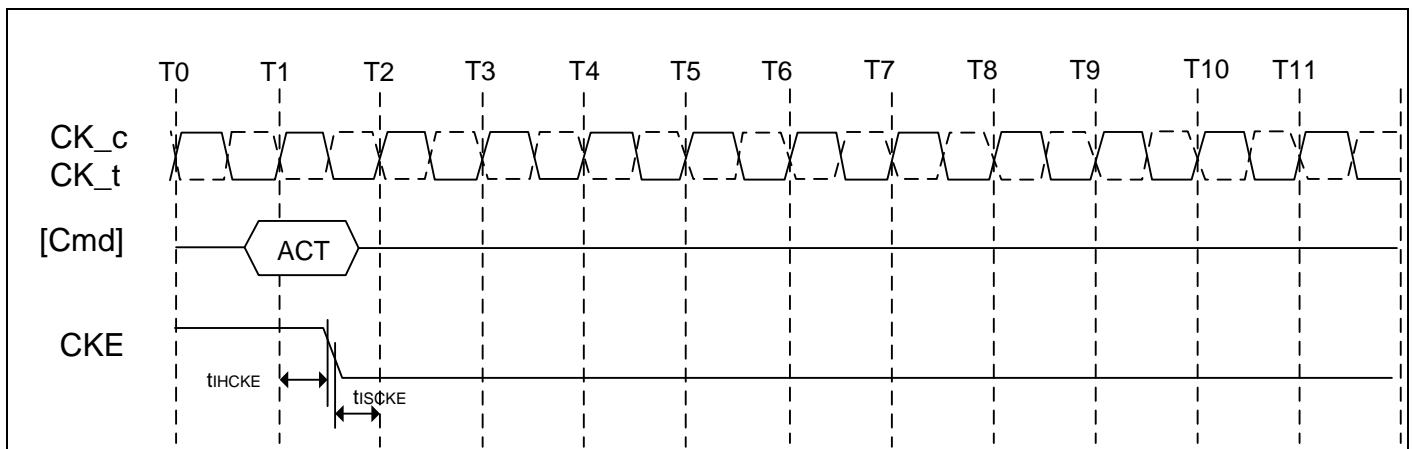 T0 T1 T2 T3 T4 T5 T6 T7 T8 T9 T10 T11
CK_c
CK_t
[Cmd] ACT
CKE
tIHCKE
tISCKE